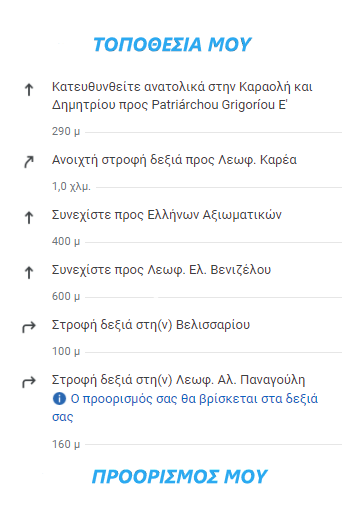 ΤΟΠΟΘΕΣΙΑ ΜΟΥ
Κατευθυνθείτε ανατολικά στην Καραολή και
Δημητρίου προς Patriárchou Grigoríou Ε'
290 μ
Ανοιχτή στροφή δεξιά προς Λεωφ. Καρέα
1,0 χλμ.
Συνεχίστε προς Ελλήνων Αξιωματικών
400 μ
Συνεχίστε προς Λεωφ. Ελ. Βενιζέλου
600 μ
Στροφή δεξιά στη(ν) Βελισσαρίου
100 μ
Στροφή δεξιά στη(ν) Λεωφ. Αλ. Παναγούλη
Ο προορισμός σας θα βρίσκεται στα δεξιά
σας
160 μ
ΠΡΟΟΡΙΣΜΟΣ ΜΟΥ